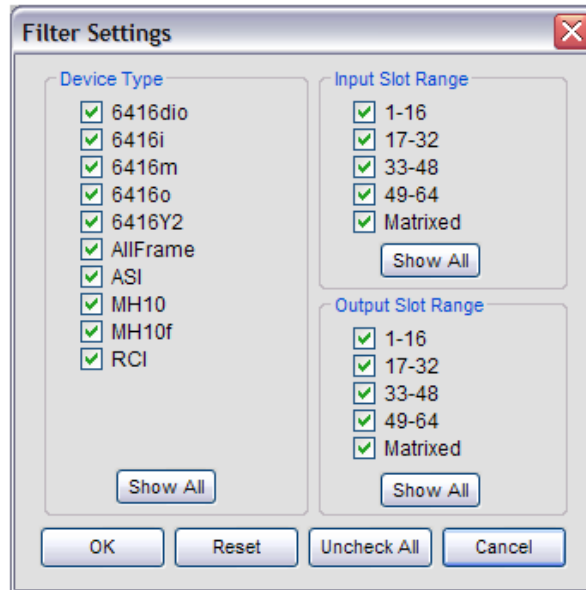 Filter Settings
Device Type
6416dio
6416i
6416m
6416o
6416Y2
AllFrame
ASI
MH10
MH10f
RCI
Show All
Input Slot Range
1-16
17-32
33-48
49-64
Matrixed
Show All
Output Slot Range
1-16
17-32
33-48
49-64
Matrixed
Show All
OK
Reset
Uncheck All
Cancel